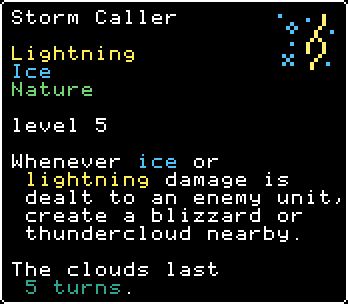 Storm Caller
Lightning
Ice
Nature
level 5
Whenever ice or
lightning damage is
dealt to an enemy unit,
create a blizzard or
thundercloud nearby.
The clouds last
5 turns.